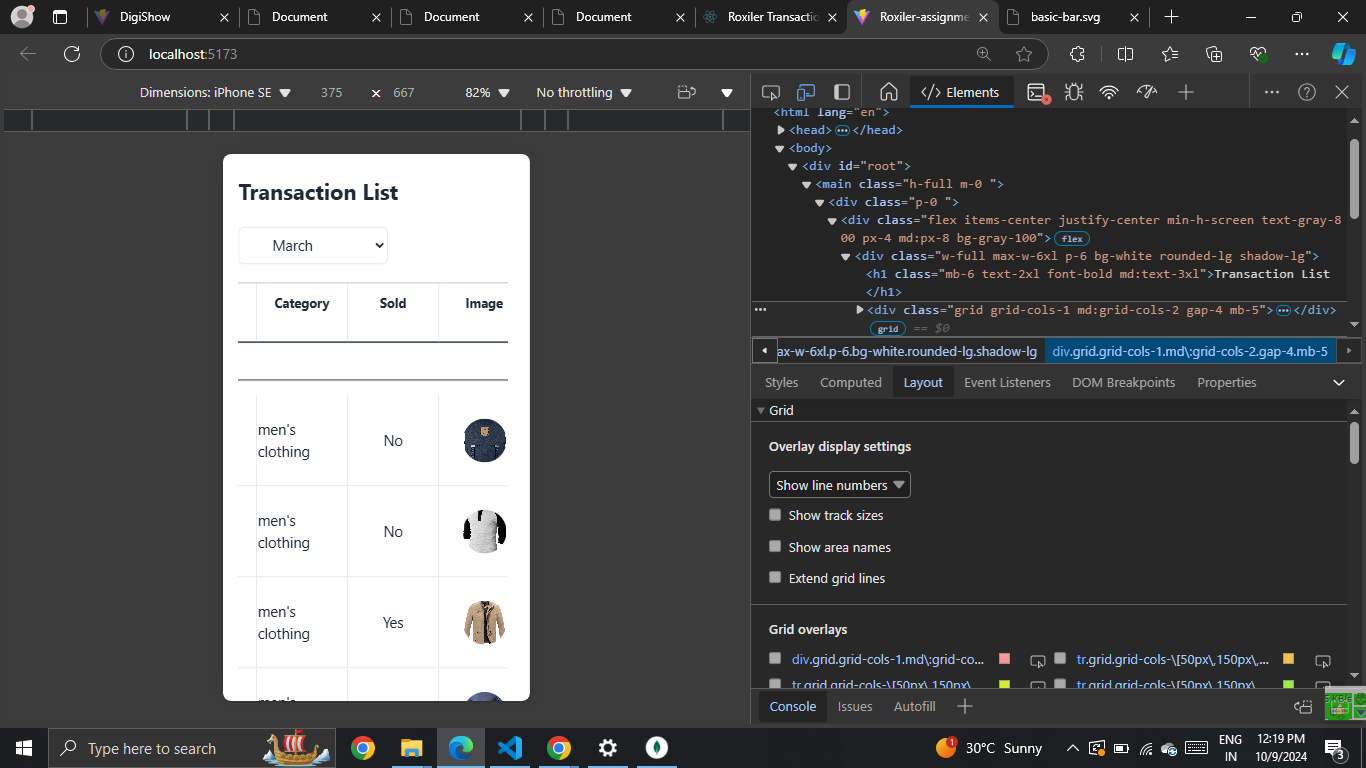 DigiShow
Document
Document
Document
Roxiler Transactio
Roxiler-assignme
basic-bar.svg
localhost:5173
Dimensions: iPhone SE 375 × 667 82% No throttling
Elements
<html lang="en">
<head> ••• </head>
<body>
<div id="root">
<main class="h-full m-0 ">
<div class="p-0 ">
<div class="flex items-center justify-center min-h-screen text-gray-8
00 px-4 md:px-8 bg-gray-100"> flex
<div class="w-full max-w-6xl p-6 bg-white rounded-lg shadow-lg">
<h1 class="mb-6 text-2xl font-bold md:text-3xl">Transaction List
</h1>
<div class="grid grid-cols-1 md:grid-cols-2 gap-4 mb-5"> ••• </div>
grid == $0
ax-w-6xl.p-6.bg-white.rounded-lg.shadow-lg div.grid.grid-cols-1.md\:grid-cols-2.gap-4.mb-5
Styles Computed Layout Event Listeners DOM Breakpoints Properties
Grid
Overlay display settings
Show line numbers
Show track sizes
Show area names
Extend grid lines
Grid overlays
div.grid.grid-cols-1.md\:grid-co...
tr.grid.grid-cols-\[50px\,150px\,...
tr.grid.grid-cols-\[50px\,150px\
tr.grid.grid-cols-\[50px\,150px\
Console Issues Autofill
Transaction List
March
Category Sold Image
men's
clothing
No
men's
clothing
No
men's
clothing
Yes
men's
Type here to search
1
30°C Sunny
ENG
IN
12:19 PM
10/9/2024
3